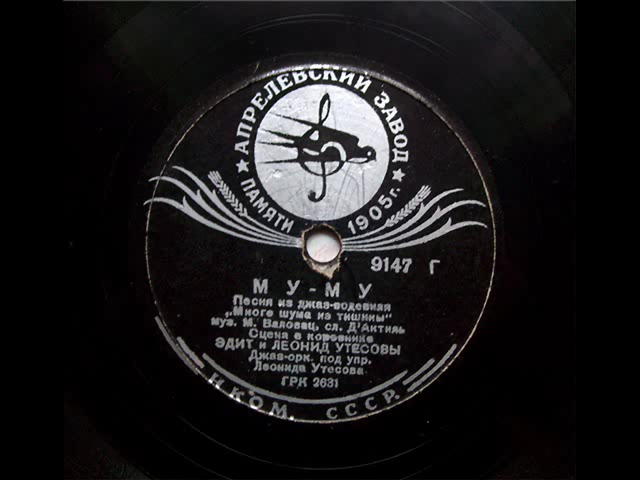 ★ АПРЕЛЕВСКИЙ ЗАВОД ★
ПАМЯТИ 1905 г.
9147 Г
МУ-МУ
Песня из джаз-водевиля
„Много шума из тишины"
муз. М. Воловац, сл. Д'Актиль
Сцена в коровнике
ЭДИТ и ЛЕОНИД УТЕСОВЫ
Джаз-орк. под упр.
Леонида Утесова
ГРК 2631
НКОМ. СССР.